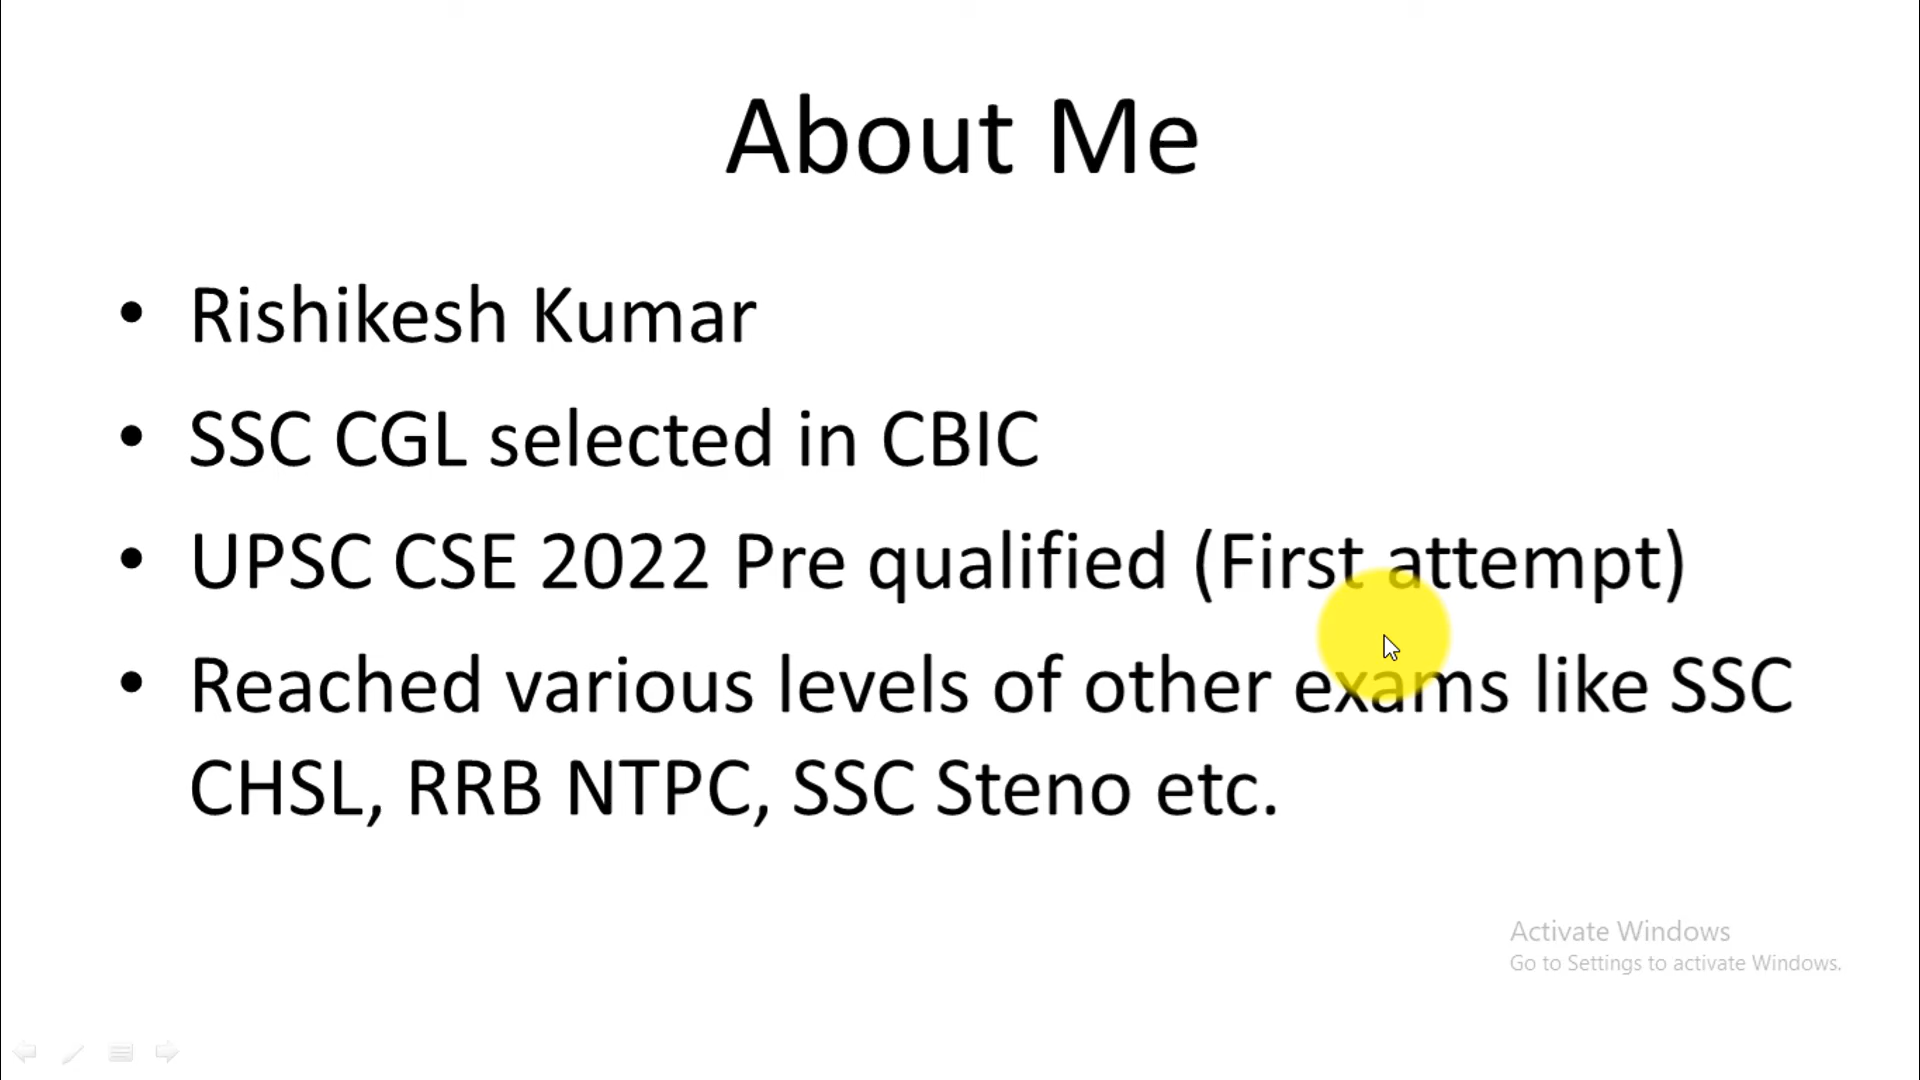 About Me
• Rishikesh Kumar
• SSC CGL selected in CBIC
• UPSC CSE 2022 Pre qualified (First attempt)
• Reached various levels of other exams like SSC
CHSL, RRB NTPC, SSC Steno etc.
Activate Windows
Go to Settings to activate Windows.